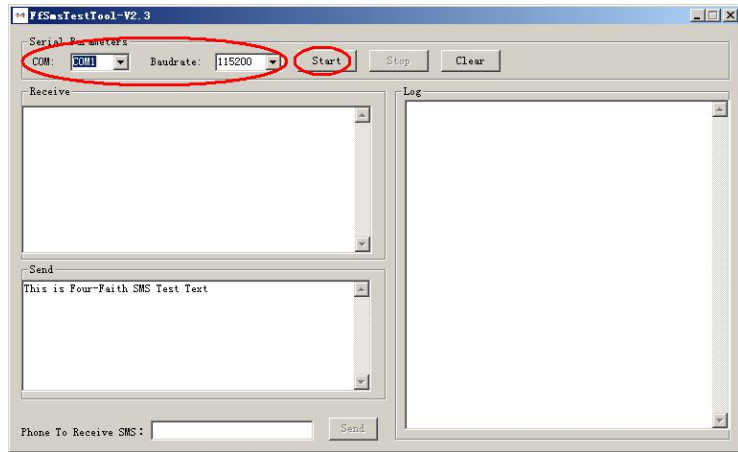 FfSmsTestTool-V2.3
Serial Parameters
COM: COM1 Baudrate: 115200 Start Stop Clear
Receive
Log
Send
This is Four-Faith SMS Test Text
Phone To Receive SMS: Send